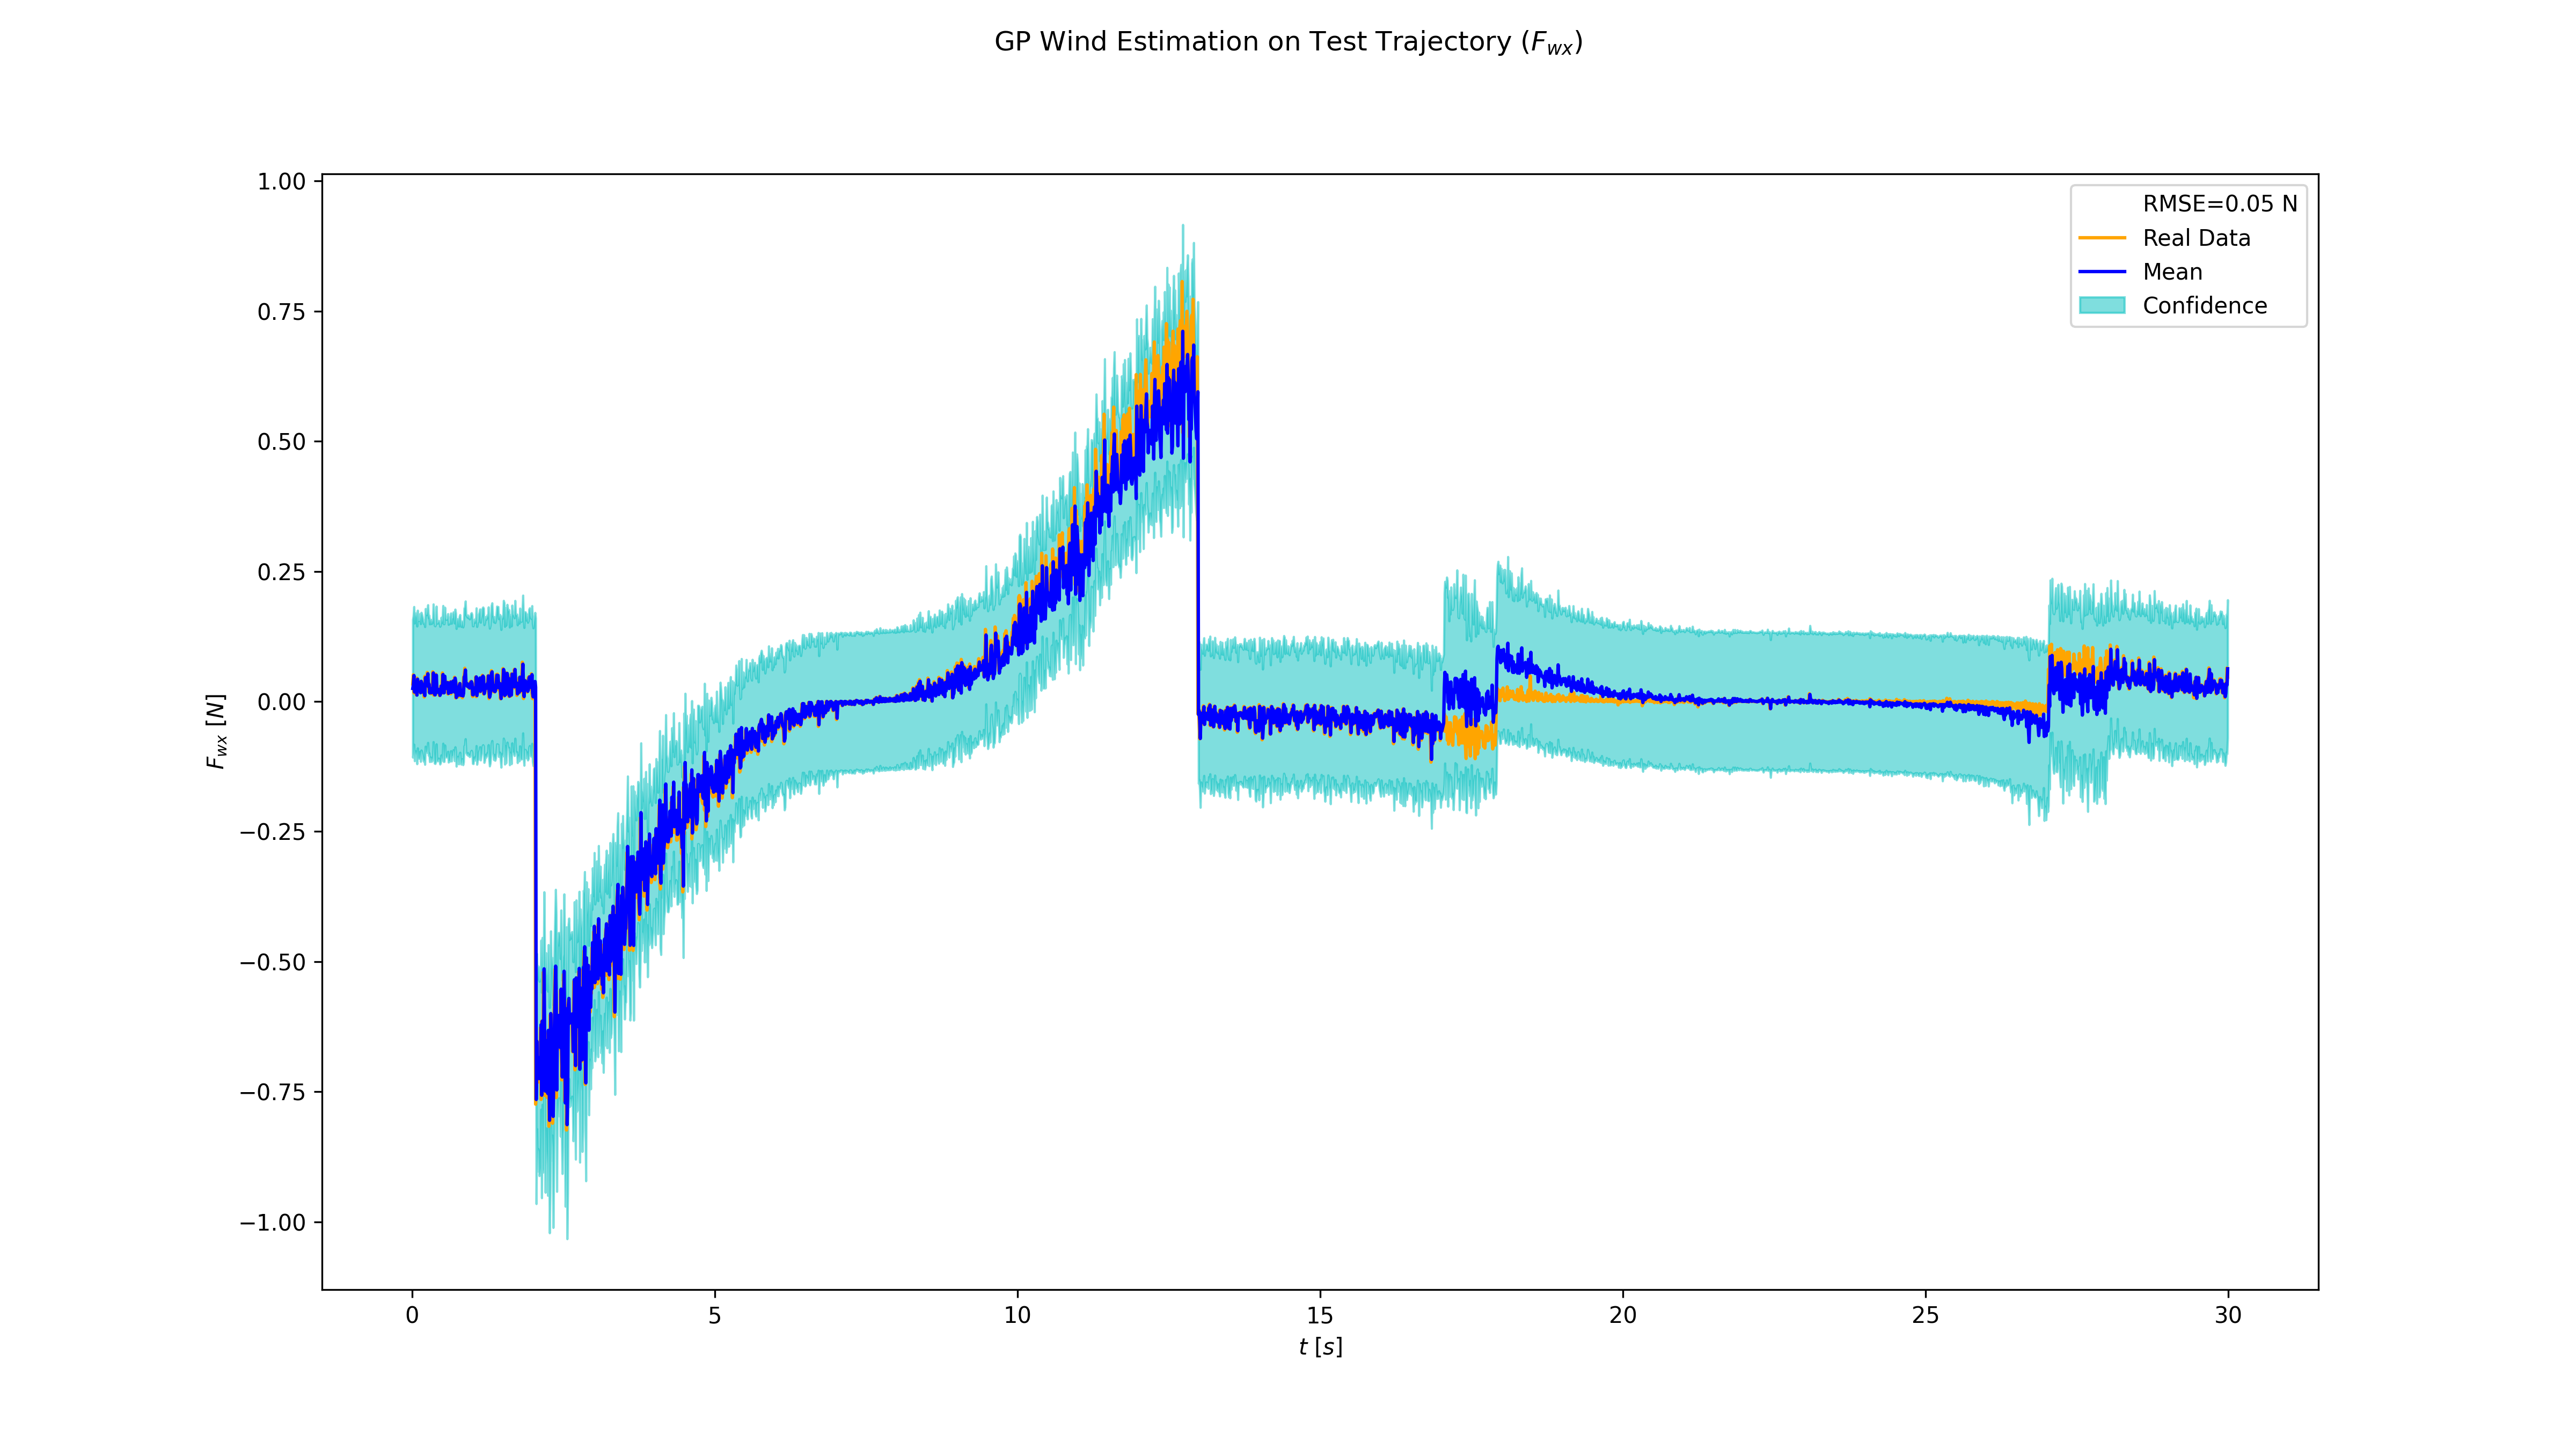 GP Wind Estimation on Test Trajectory (F_wx)
RMSE=0.05 N
Real Data
Mean
Confidence
1.00
0.75
0.50
0.25
0.00
−0.25
−0.50
−0.75
−1.00
F_wx [N]
0 5 10 15 20 25 30
t [s]